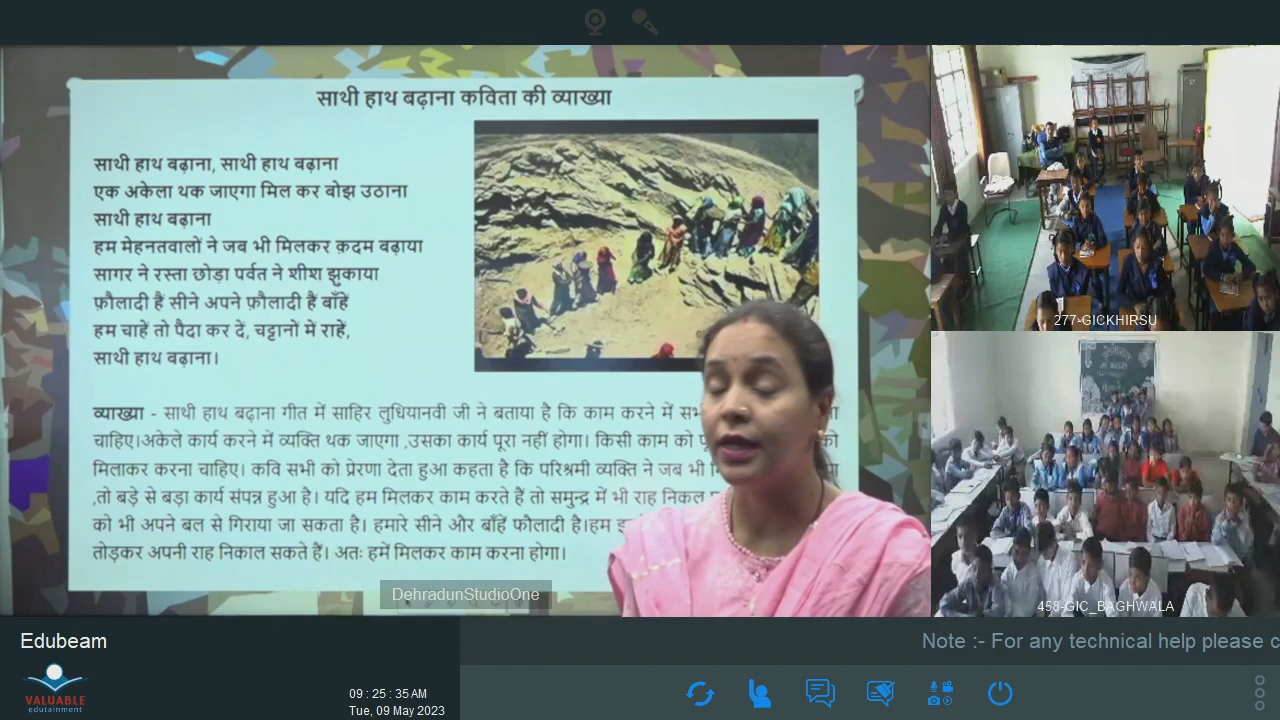 साथी हाथ बढ़ाना कविता की व्याख्या
साथी हाथ बढ़ाना, साथी हाथ बढ़ाना
एक अकेला थक जाएगा मिल कर बोझ उठाना
साथी हाथ बढ़ाना
हम मेहनतवालों ने जब भी मिलकर क़दम बढ़ाया
सागर ने रस्ता छोड़ा पर्वत ने शीश झुकाया
फ़ौलादी हैं सीने अपने फ़ौलादी हैं बाँहें
हम चाहें तो पैदा कर दें, चट्टानों में राहें,
साथी हाथ बढ़ाना।
व्याख्या - साथी हाथ बढ़ाना गीत में साहिर लुधियानवी जी ने बताया है कि काम करने में
चाहिए।अकेले कार्य करने में व्यक्ति थक जाएगा ,उसका कार्य पूरा नहीं होगा। किसी काम को को
मिलाकर करना चाहिए। कवि सभी को प्रेरणा देता हुआ कहता है कि परिश्रमी व्यक्ति ने जब भी
,तो बड़े से बड़ा कार्य संपन्न हुआ है। यदि हम मिलकर काम करते हैं तो समुन्द्र में भी राह निकल
को भी अपने बल से गिराया जा सकता है। हमारे सीने और बाँहें फौलादी है।हम
तोड़कर अपनी राह निकाल सकते हैं। अतः हमें मिलकर काम करना होगा।
DehradunStudioOne
277-GICKHIRSU
458-GIC_BAGHWALA
Edubeam
VALUABLE
edutainment
09 : 25 : 35 AM
Tue, 09 May 2023
Note :- For any technical help please